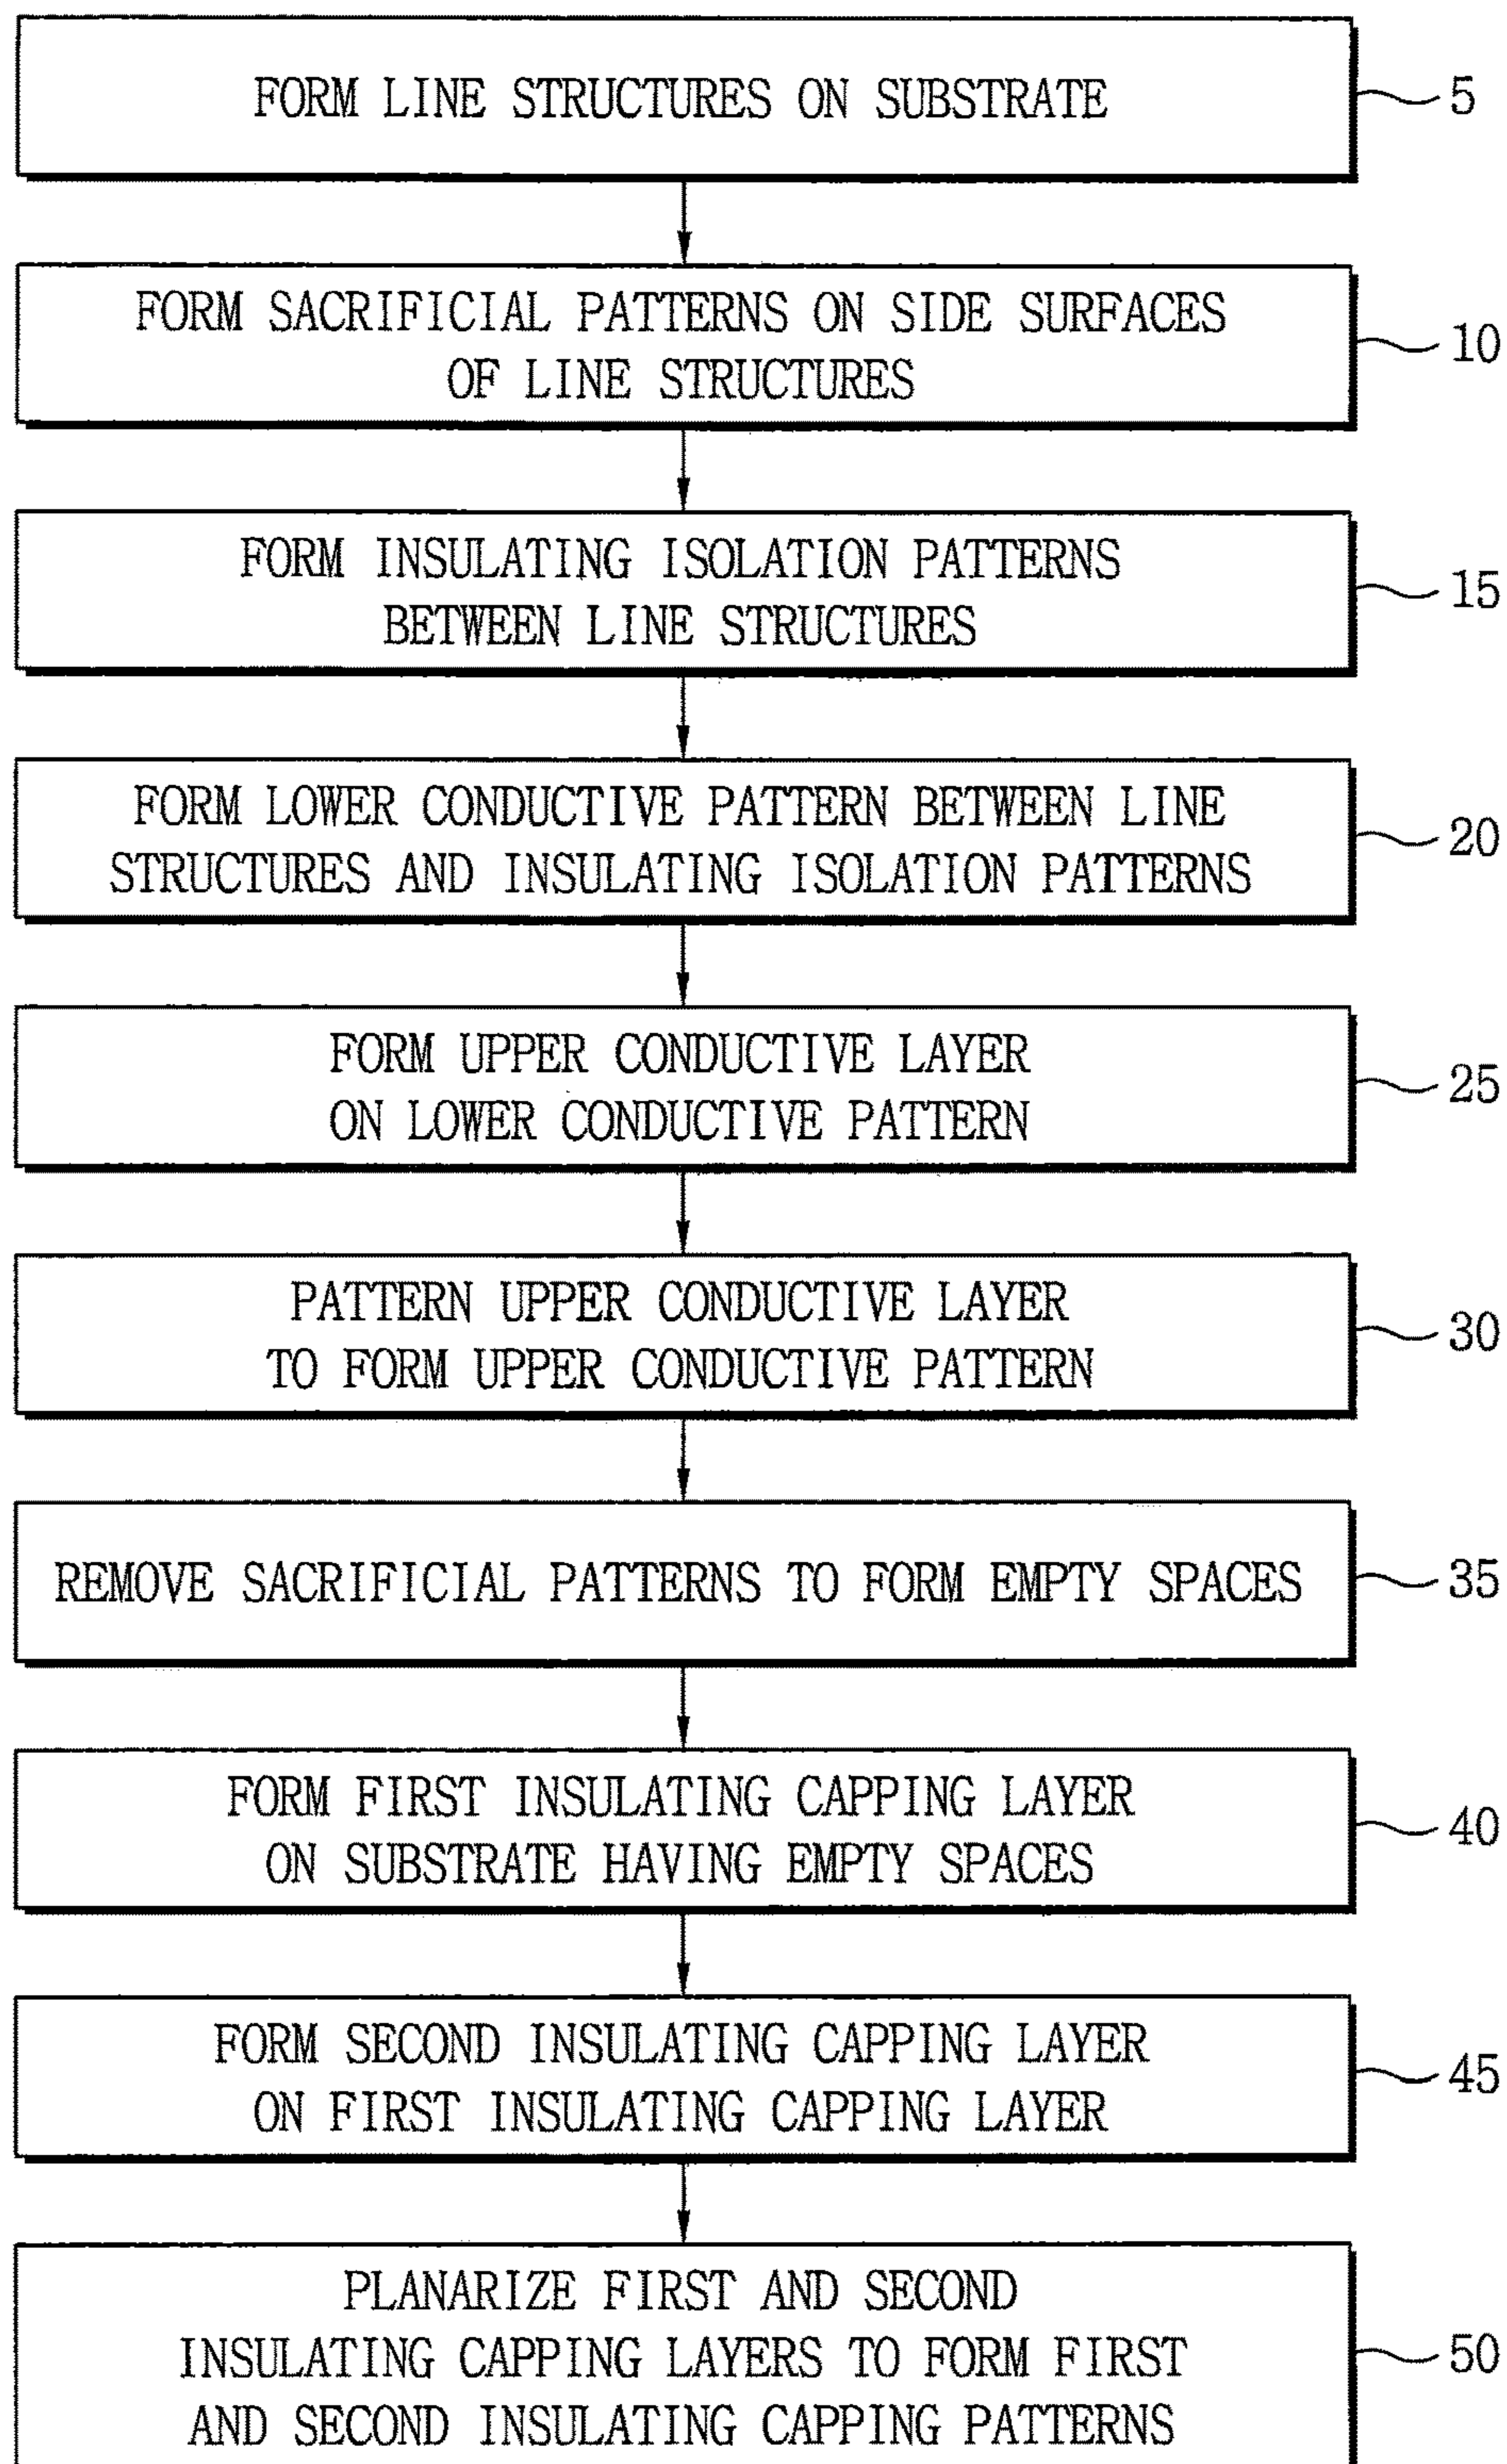 FORM LINE STRUCTURES ON SUBSTRATE
5
FORM SACRIFICIAL PATTERNS ON SIDE SURFACES
OF LINE STRUCTURES
10
FORM INSULATING ISOLATION PATTERNS
BETWEEN LINE STRUCTURES
15
FORM LOWER CONDUCTIVE PATTERN BETWEEN LINE
STRUCTURES AND INSULATING ISOLATION PATTERNS
20
FORM UPPER CONDUCTIVE LAYER
ON LOWER CONDUCTIVE PATTERN
25
PATTERN UPPER CONDUCTIVE LAYER
TO FORM UPPER CONDUCTIVE PATTERN
30
REMOVE SACRIFICIAL PATTERNS TO FORM EMPTY SPACES
35
FORM FIRST INSULATING CAPPING LAYER
ON SUBSTRATE HAVING EMPTY SPACES
40
FORM SECOND INSULATING CAPPING LAYER
ON FIRST INSULATING CAPPING LAYER
45
PLANARIZE FIRST AND SECOND
INSULATING CAPPING LAYERS TO FORM FIRST
AND SECOND INSULATING CAPPING PATTERNS
50